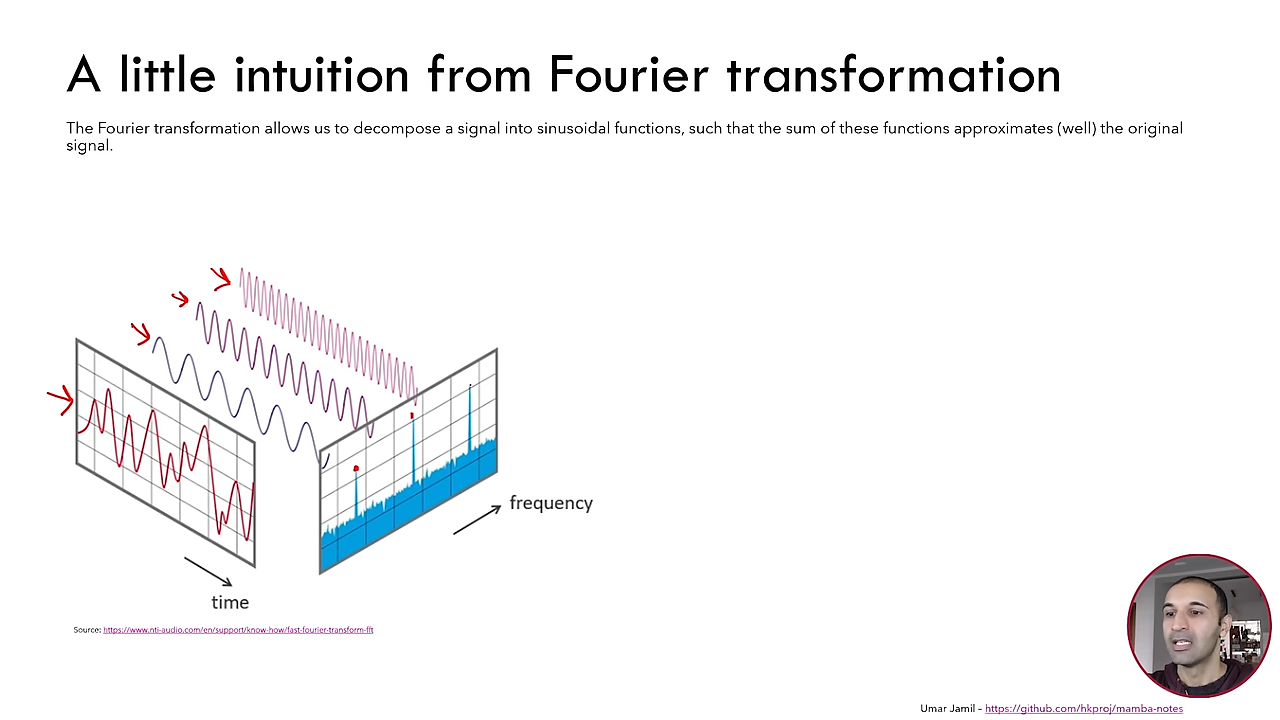 A little intuition from Fourier transformation
The Fourier transformation allows us to decompose a signal into sinusoidal functions, such that the sum of these functions approximates (well) the original
signal.
frequency
time
Source: https://www.nti-audio.com/en/support/know-how/fast-fourier-transform-fft
Umar Jamil – https://github.com/hkproj/mamba-notes